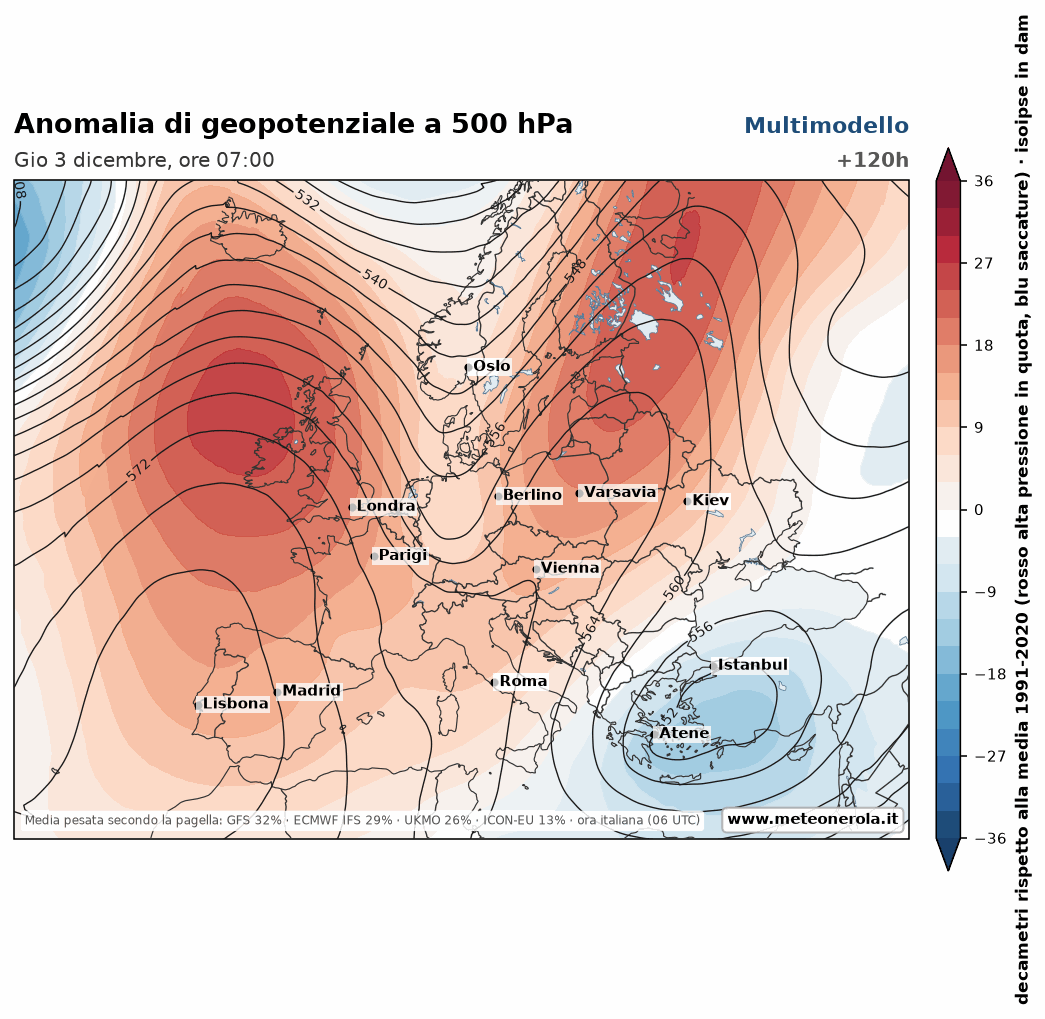 Anomalia di geopotenziale a 500 hPa
Multimodello
Gio 3 dicembre, ore 07:00
+120h
532
540
548
556
572
Oslo
Berlino
Varsavia
Kiev
Londra
Parigi
Vienna
560
564
556
Istanbul
Roma
Madrid
Lisbona
552
Atene
Media pesata secondo la pagella: GFS 32% · ECMWF IFS 29% · UKMO 26% · ICON-EU 13% · ora italiana (06 UTC)
www.meteonerola.it
36
27
18
9
0
−9
−18
−27
−36
decametri rispetto alla media 1991-2020 (rosso alta pressione in quota, blu saccature) · isoipse in dam